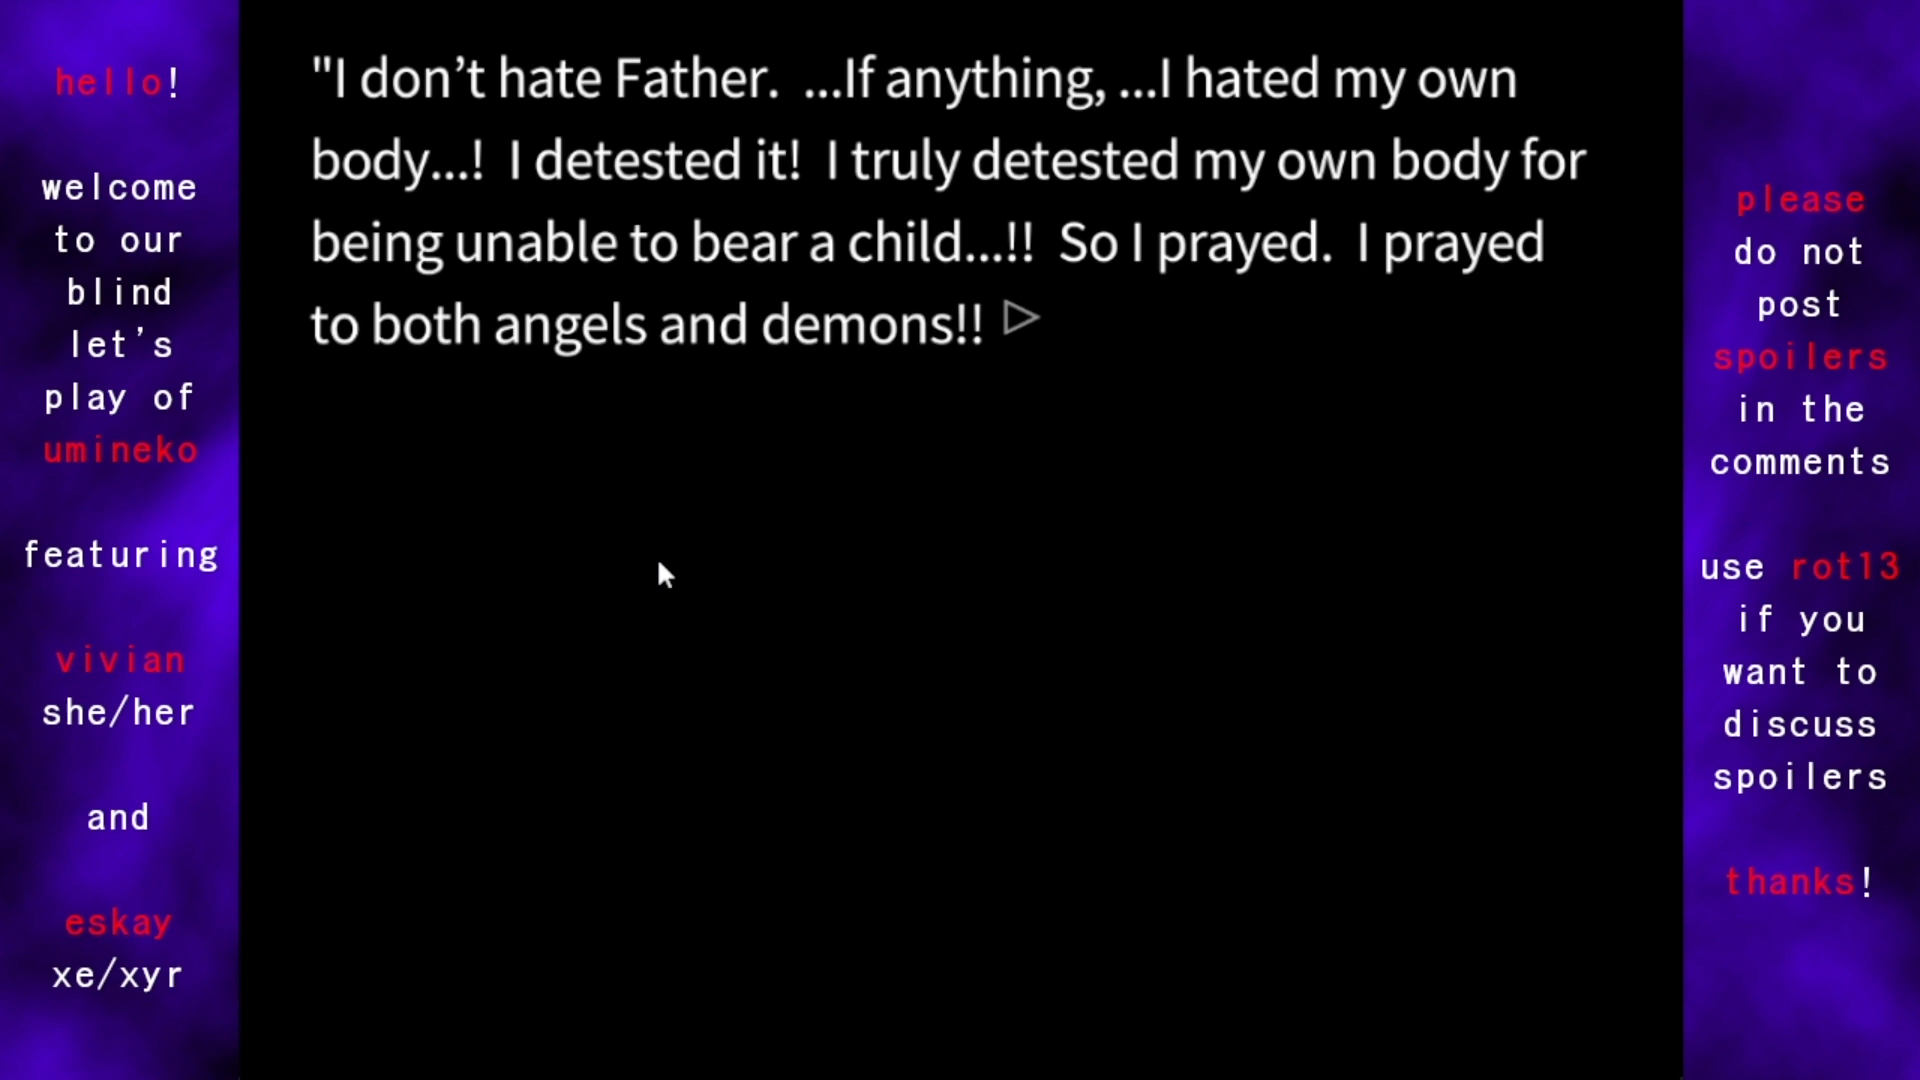 hello!
welcome
to our
blind
let's
play of
umineko
featuring
vivian
she/her
and
eskay
xe/xyr
"I don’t hate Father.  ...If anything, ...I hated my own
body...!  I detested it!  I truly detested my own body for
being unable to bear a child...!!  So I prayed.  I prayed
to both angels and demons!!
please
do not
post
spoilers
in the
comments
use rot13
if you
want to
discuss
spoilers
thanks!